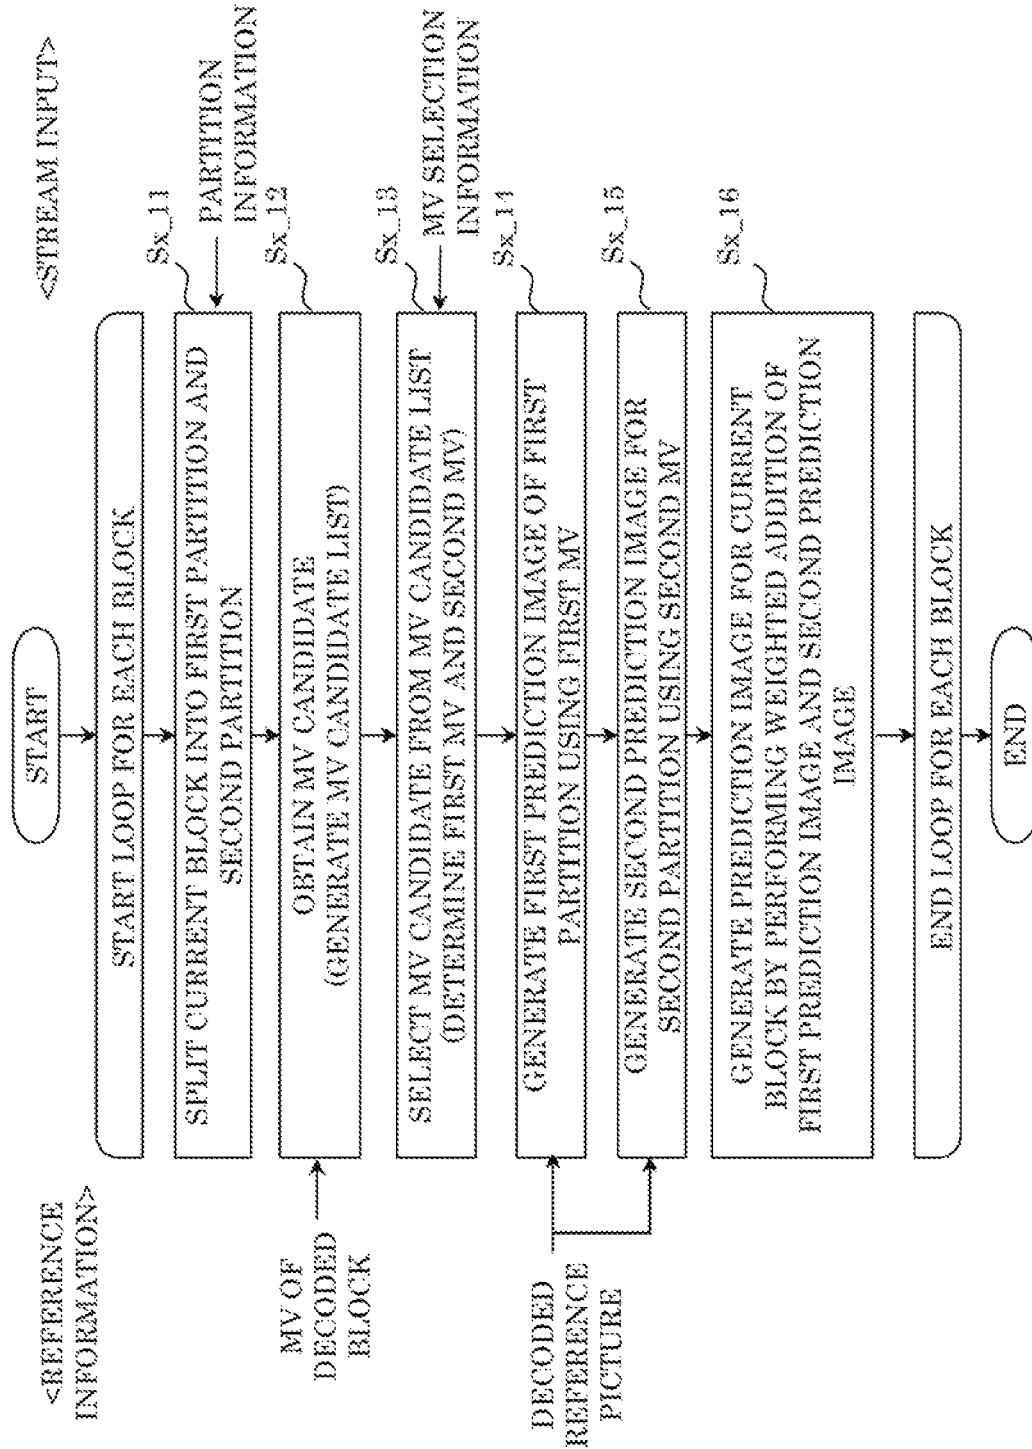 START
<REFERENCE
INFORMATION>
<STREAM INPUT>
START LOOP FOR EACH BLOCK
Sx_11
SPLIT CURRENT BLOCK INTO FIRST PARTITION AND
SECOND PARTITION
PARTITION
INFORMATION
Sx_12
MV OF
DECODED
BLOCK
OBTAIN MV CANDIDATE
(GENERATE MV CANDIDATE LIST)
Sx_13
SELECT MV CANDIDATE FROM MV CANDIDATE LIST
(DETERMINE FIRST MV AND SECOND MV)
MV SELECTION
INFORMATION
Sx_14
GENERATE FIRST PREDICTION IMAGE OF FIRST
PARTITION USING FIRST MV
DECODED
REFERENCE
PICTURE
Sx_15
GENERATE SECOND PREDICTION IMAGE FOR
SECOND PARTITION USING SECOND MV
Sx_16
GENERATE PREDICTION IMAGE FOR CURRENT
BLOCK BY PERFORMING WEIGHTED ADDITION OF
FIRST PREDICTION IMAGE AND SECOND PREDICTION
IMAGE
END LOOP FOR EACH BLOCK
END